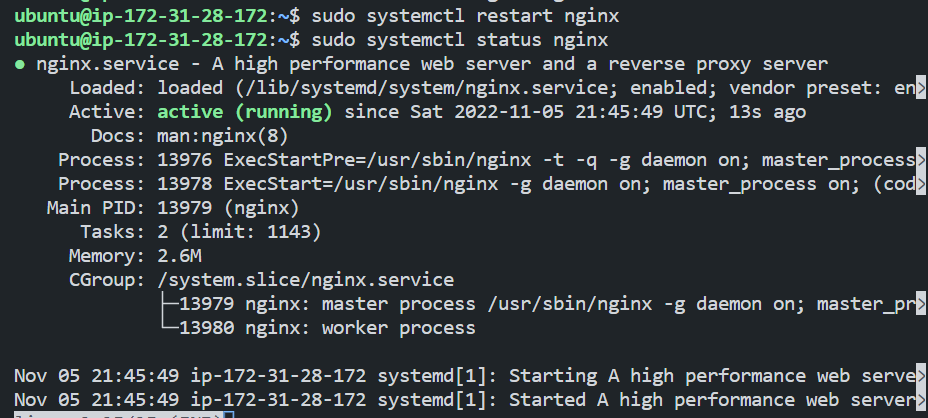 ubuntu@ip-172-31-28-172:~$ sudo systemctl restart nginx
ubuntu@ip-172-31-28-172:~$ sudo systemctl status nginx
● nginx.service - A high performance web server and a reverse proxy server
Loaded: loaded (/lib/systemd/system/nginx.service; enabled; vendor preset: en>
Active: active (running) since Sat 2022-11-05 21:45:49 UTC; 13s ago
Docs: man:nginx(8)
Process: 13976 ExecStartPre=/usr/sbin/nginx -t -q -g daemon on; master_process>
Process: 13978 ExecStart=/usr/sbin/nginx -g daemon on; master_process on; (cod>
Main PID: 13979 (nginx)
Tasks: 2 (limit: 1143)
Memory: 2.6M
CGroup: /system.slice/nginx.service
├─13979 nginx: master process /usr/sbin/nginx -g daemon on; master_pr>
└─13980 nginx: worker process
Nov 05 21:45:49 ip-172-31-28-172 systemd[1]: Starting A high performance web serve>
Nov 05 21:45:49 ip-172-31-28-172 systemd[1]: Started A high performance web server>